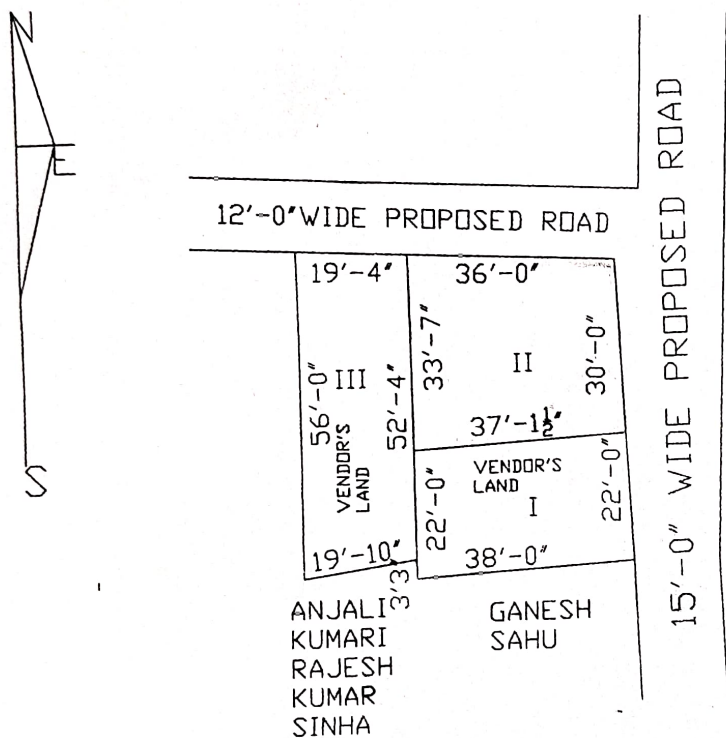 N
E
S
12'-0" WIDE PROPOSED ROAD
15'-0" WIDE PROPOSED ROAD
19'-4"
36'-0"
56'-0"
III
52'-4"
VENDOR'S
LAND
19'-10"
33'-7"
II
30'-0"
37'-1½"
22'-0"
VENDOR'S
LAND
I
22'-0"
38'-0"
3'3
ANJALI
KUMARI
RAJESH
KUMAR
SINHA
GANESH
SAHU